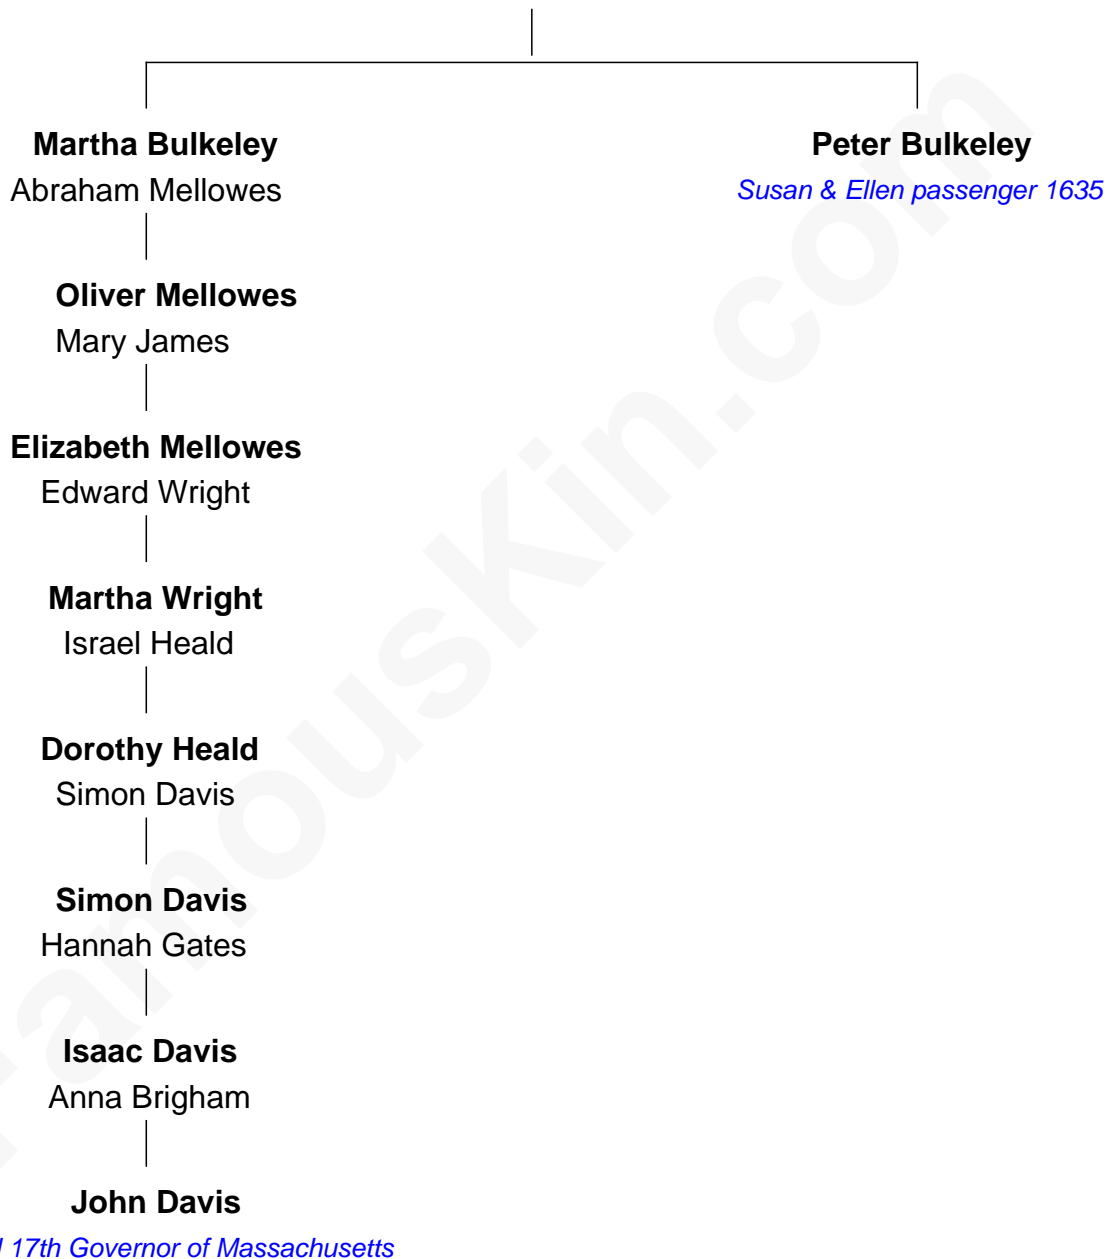 Martha Bulkeley
Peter Bulkeley
Abraham Mellowes
Susan & Ellen passenger 1635
Oliver Mellowes
Mary James
Elizabeth Mellowes
Edward Wright
Martha Wright
Israel Heald
Dorothy Heald
Simon Davis
Simon Davis
Hannah Gates
Isaac Davis
Anna Brigham
John Davis
17th Governor of Massachusetts
FamousKin.com